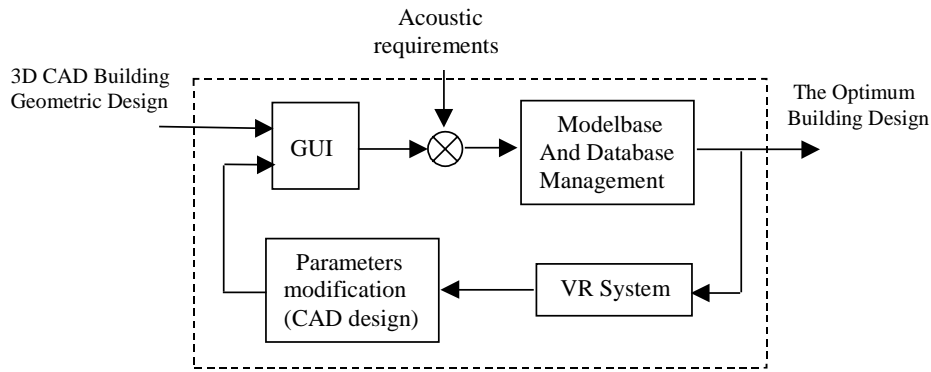 Acoustic
requirements
3D CAD Building
Geometric Design
GUI
Modelbase
And Database
Management
The Optimum
Building Design
Parameters
modification
(CAD design)
VR System